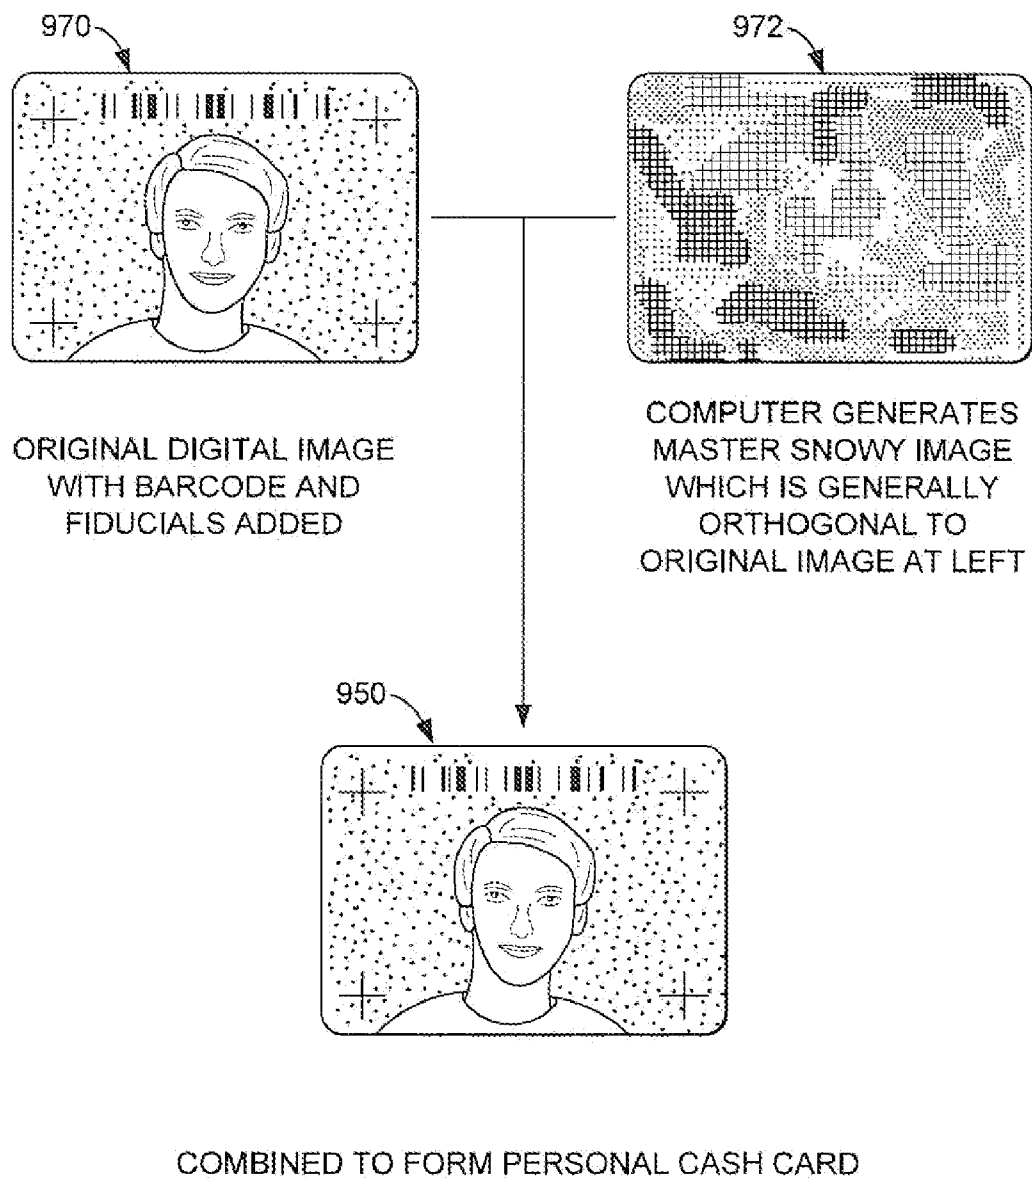 970
972
ORIGINAL DIGITAL IMAGE
WITH BARCODE AND
FIDUCIALS ADDED
COMPUTER GENERATES
MASTER SNOWY IMAGE
WHICH IS GENERALLY
ORTHOGONAL TO
ORIGINAL IMAGE AT LEFT
950
COMBINED TO FORM PERSONAL CASH CARD